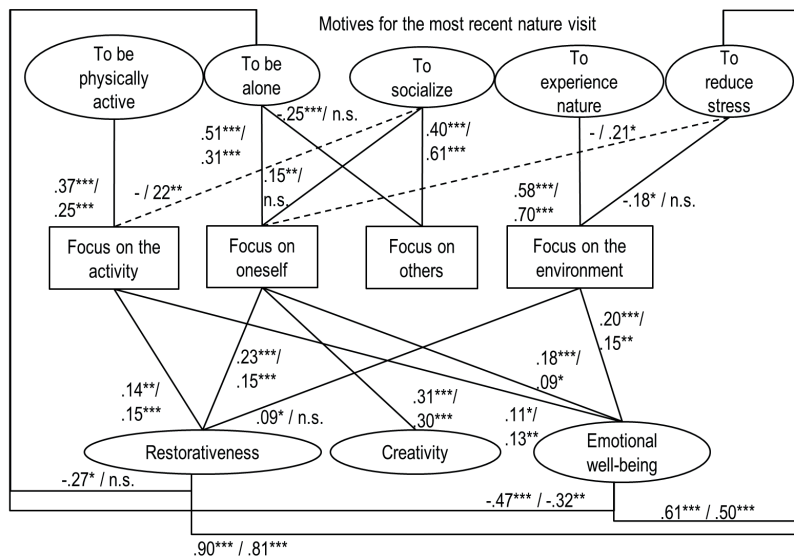 Motives for the most recent nature visit
To be
physically
active
To be
alone
To
socialize
To
experience
nature
To
reduce
stress
-.25***/ n.s.
.51***/
.31***
.40***/
.61***
- / .21*
.37***/
.25***
- / 22**
.15**/
n.s.
.58***/
.70***
-.18* / n.s.
Focus on the
activity
Focus on
oneself
Focus on
others
Focus on the
environment
.20***/
.15**
.23***/
.15***
.18***/
.09*
.14**/
.15***
.31***/
.30***
.09* / n.s.
.11*/
.13**
Restorativeness
Creativity
Emotional
well-being
-.27* / n.s.
-.47*** / -.32**
.61*** / .50***
.90*** / .81***